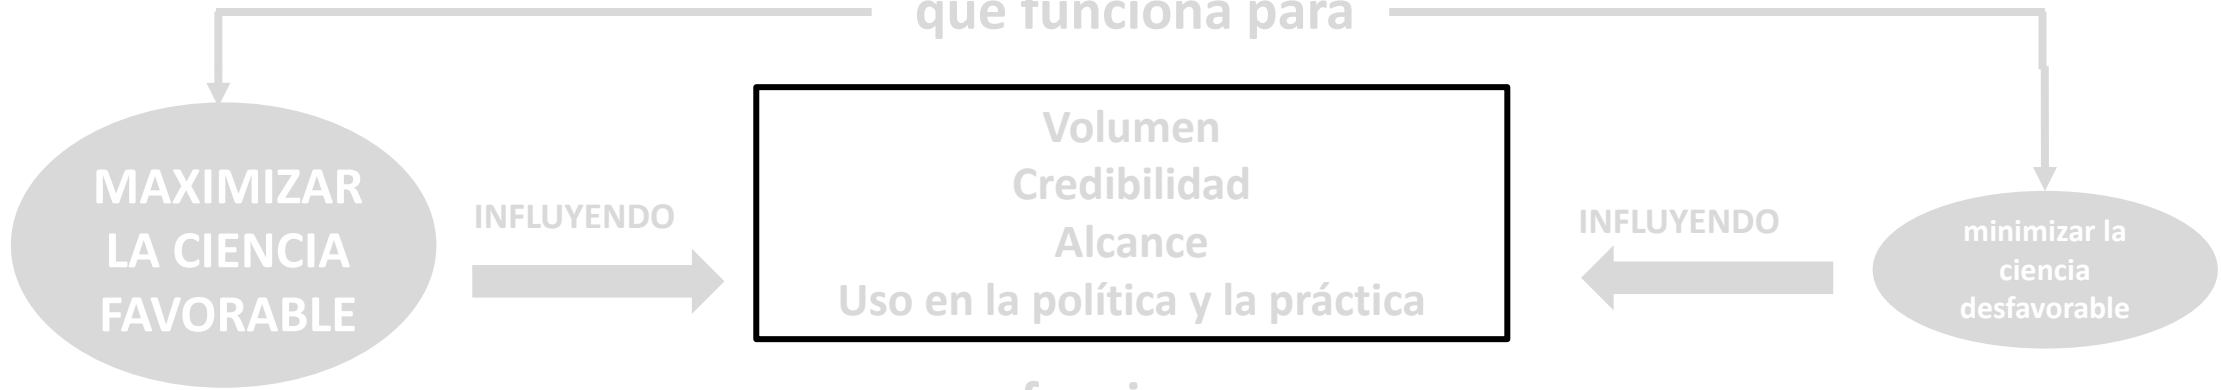 que funciona para
Volumen
Credibilidad
Alcance
Uso en la política y la práctica
MAXIMIZAR
LA CIENCIA
FAVORABLE
INFLUYENDO
INFLUYENDO
minimizar la
ciencia
desfavorable